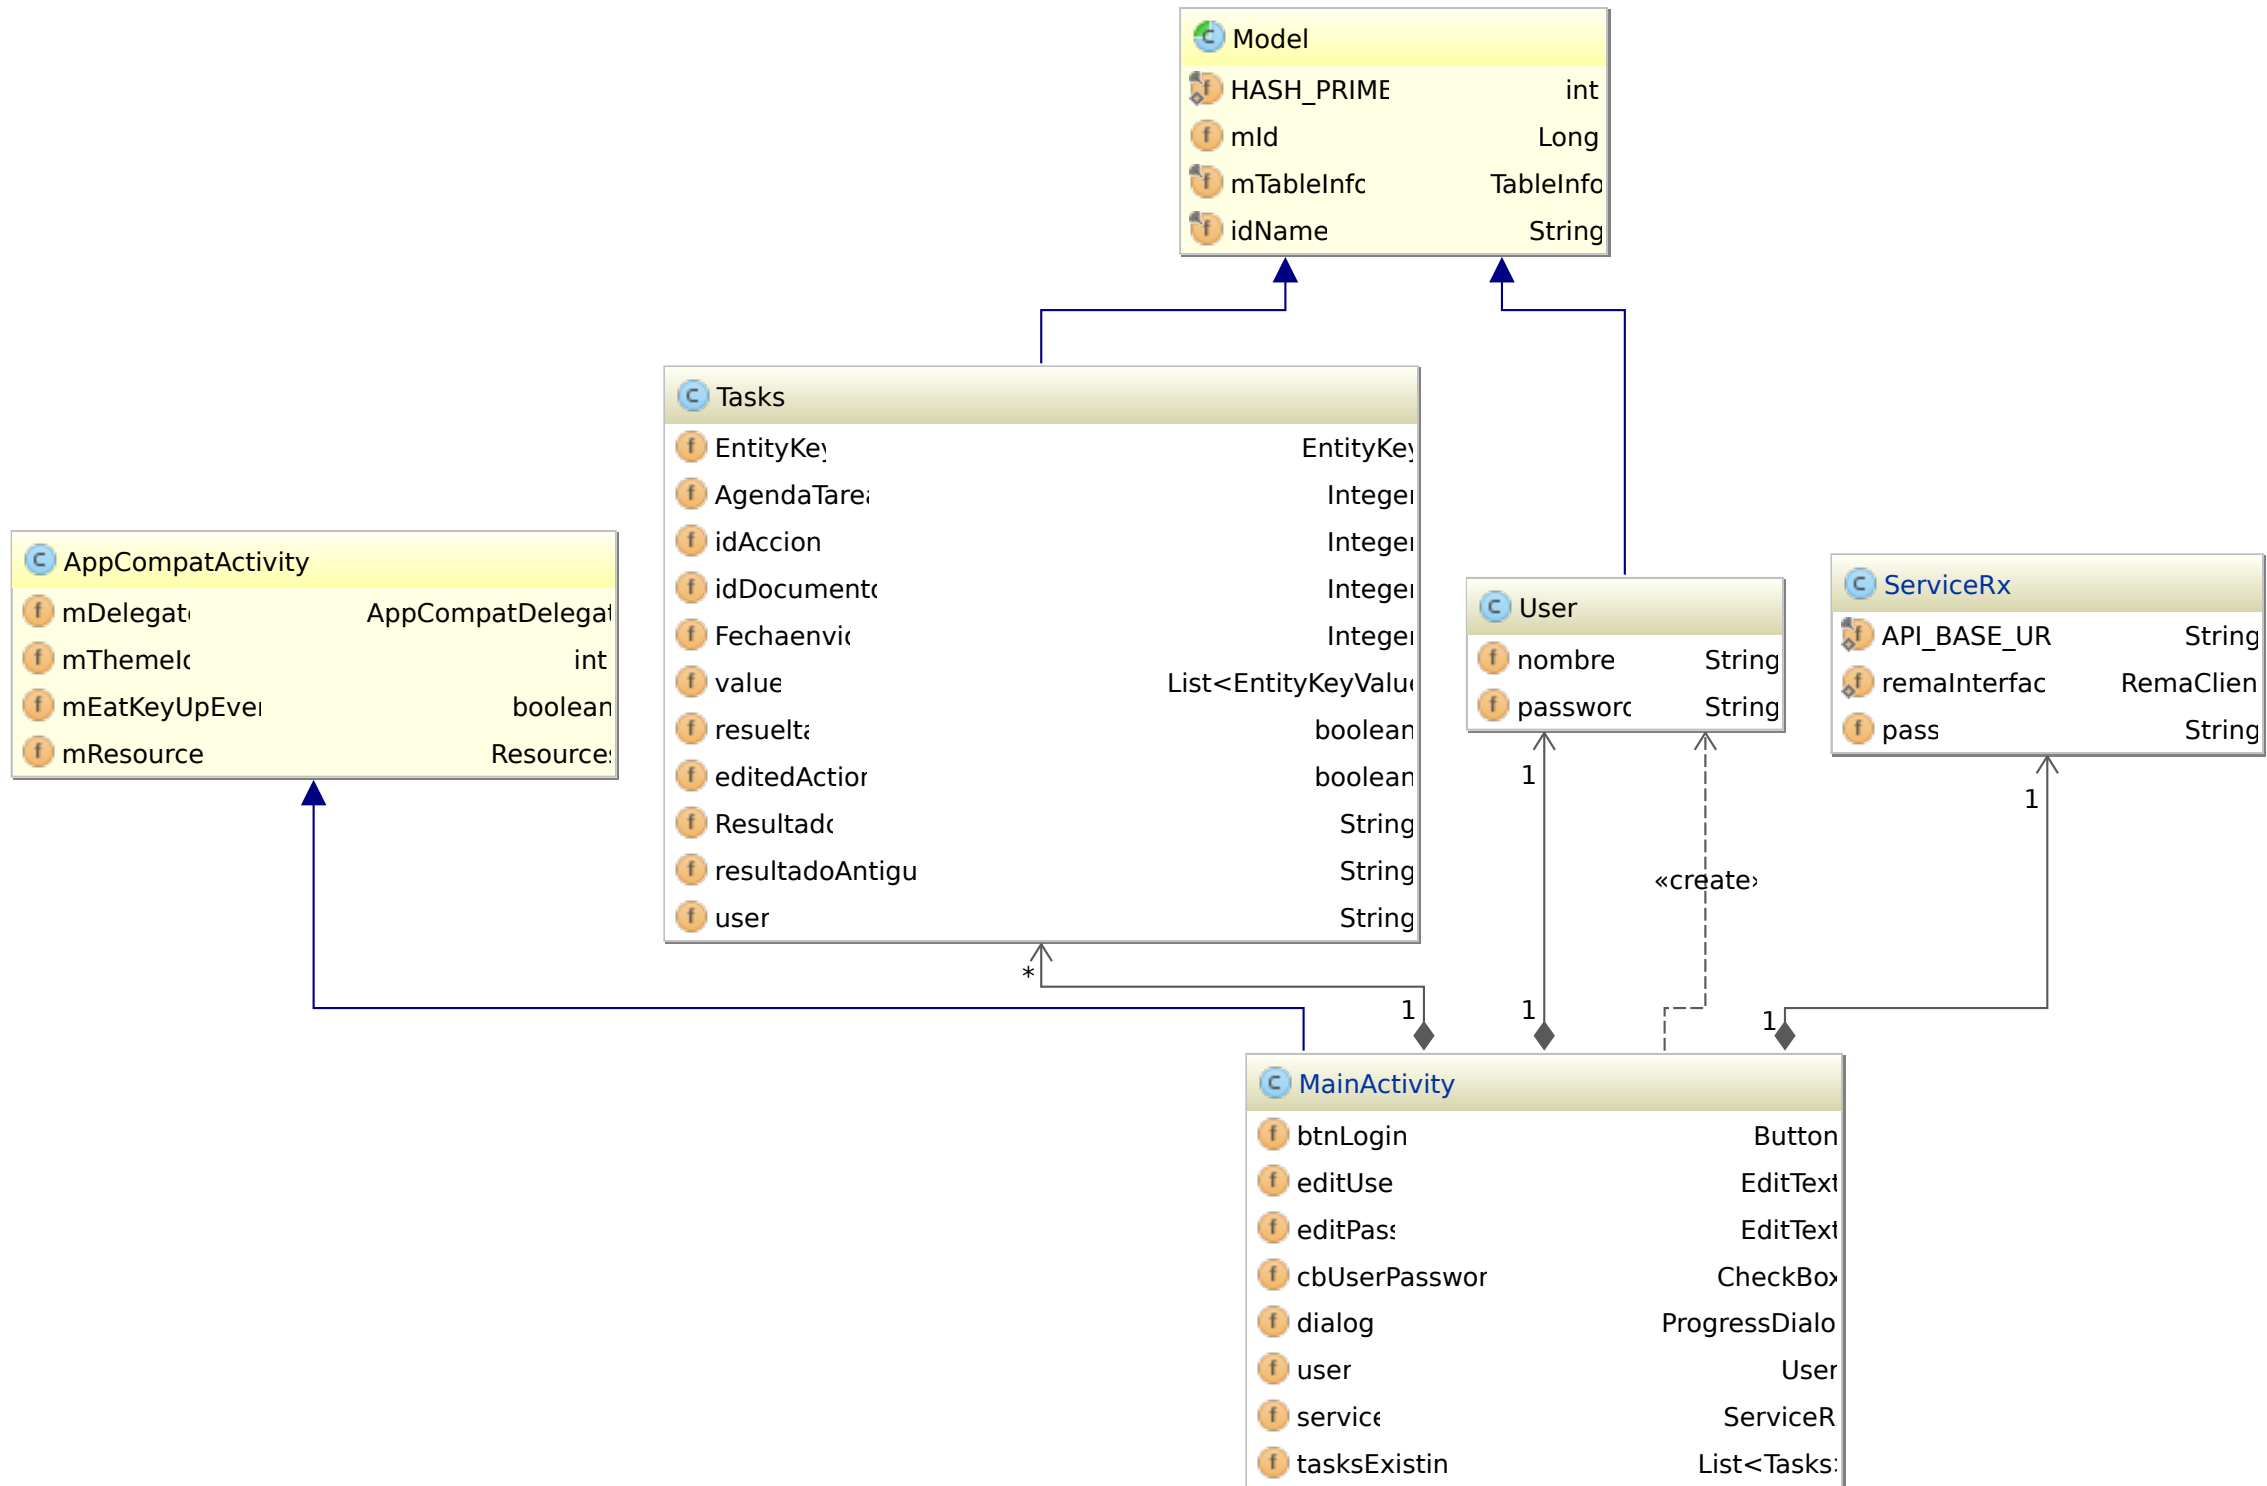 Model
HASH_PRIME int
mId Long
mTableInfo TableInfo
idName String
Tasks
EntityKey EntityKey
AgendaTarea Integer
idAccion Integer
idDocumento Integer
Fechaenvio Integer
value List<EntityKeyValue
resuelta boolean
editedAction boolean
Resultado String
resultadoAntigu String
user String
AppCompatActivity
mDelegate AppCompatDelegat
mThemeId int
mEatKeyUpEven boolean
mResource Resources
User
nombre String
password String
ServiceRx
API_BASE_UR String
remaInterfac RemaClien
pass String
1
1
«create»
*
1
1
1
MainActivity
btnLogin Button
editUse EditText
editPass EditText
cbUserPasswor CheckBox
dialog ProgressDialo
user User
service ServiceR
tasksExistin List<Tasks>